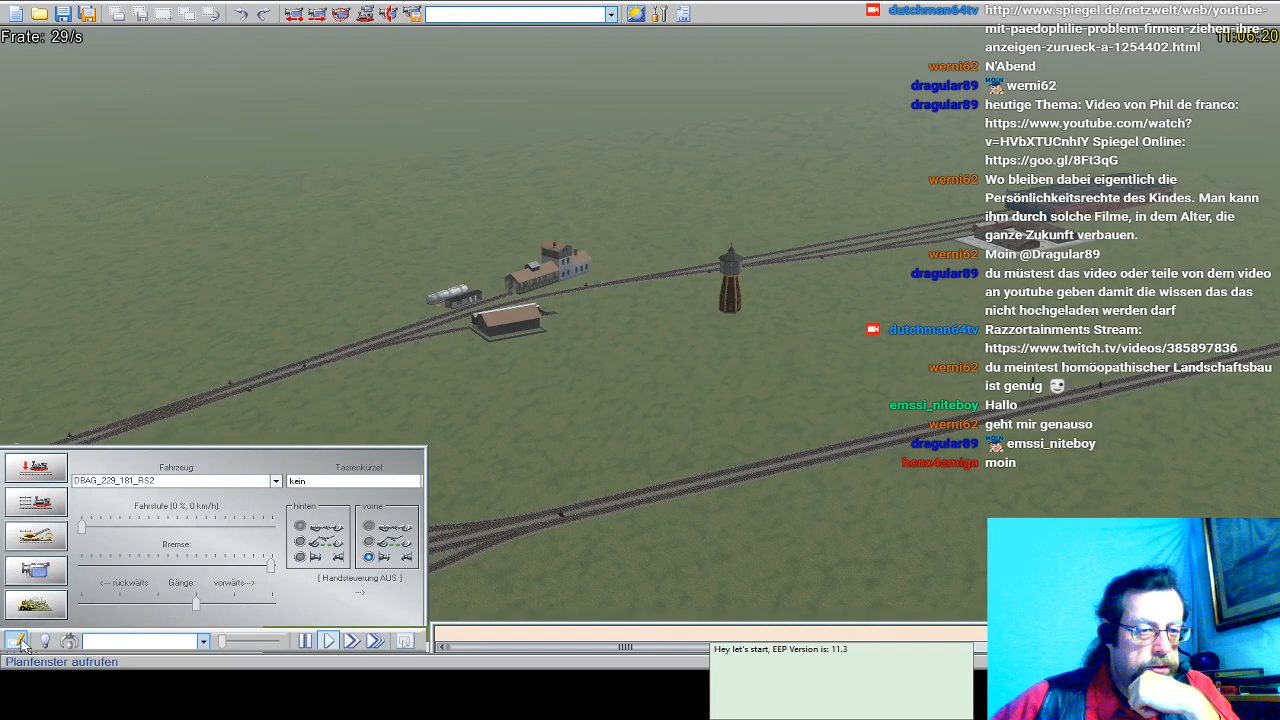 Frate: 29/s
11:06:20
dutchman64tv http://www.spiegel.de/netzwelt/web/youtube-
mit-paedophilie-problem-firmen-ziehen-ihre-
anzeigen-zurueck-a-1254402.html
werni62 N'Abend
dragular89 werni62
dragular89 heutige Thema: Video von Phil de franco:
https://www.youtube.com/watch?
v=HVbXTUCnhIY Spiegel Online:
https://goo.gl/8Ft3qG
werni62 Wo bleiben dabei eigentlich die
Persönlichkeitsrechte des Kindes. Man kann
ihm durch solche Filme, in dem Alter, die
ganze Zukunft verbauen.
werni62 Moin @Dragular89
dragular89 du müstest das video oder teile von dem video
an youtube geben damit die wissen das das
nicht hochgeladen werden darf
dutchman64tv Razzortainments Stream:
https://www.twitch.tv/videos/385897836
werni62 du meintest homöopathischer Landschaftsbau
ist genug
emssi_niteboy Hallo
werni62 geht mir genauso
dragular89 emssi_niteboy
henx4amiga moin
Fahrzeug: Tastenkürzel:
DBAG_229_181_RS2 kein
Fahrstufe (0 %, 0 km/h):
hinten vorne
Bremse:
<--- rückwärts Gänge: vorwärts--->
[ Handsteuerung AUS ]
--->
Planfenster aufrufen
Hey let's start, EEP Version is: 11.3